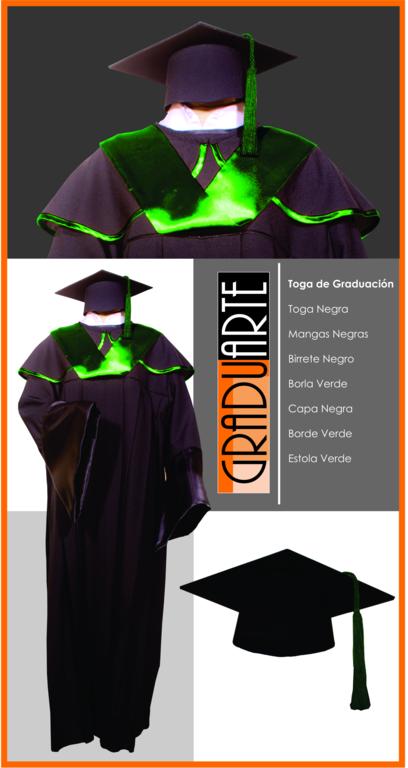 GRADUARTE
Toga de Graduación
Toga Negra
Mangas Negras
Birrete Negro
Borla Verde
Capa Negra
Borde Verde
Estola Verde